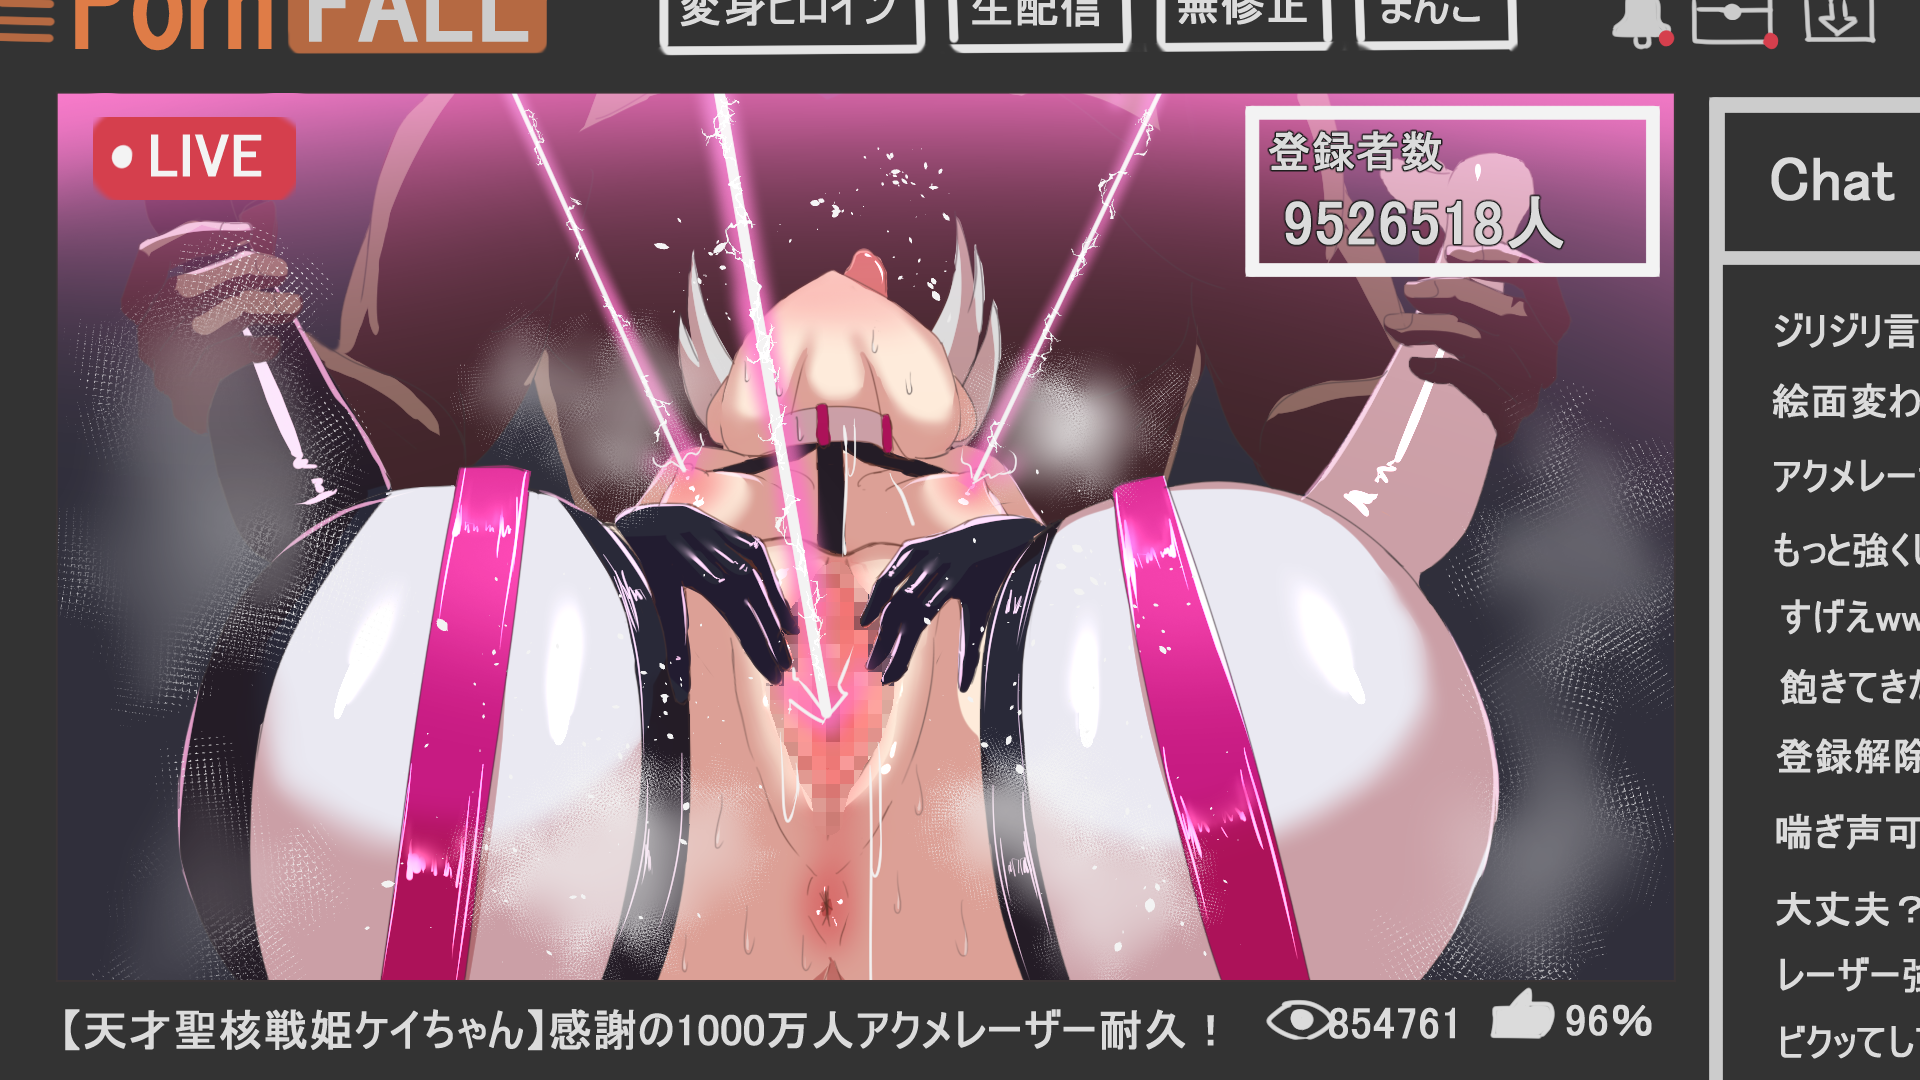 Porn FALL
変身ヒロイン
生配信
無修正
まんこ
LIVE
登録者数
9526518人
Chat
ジリジリ言
絵面変わ
アクメレー
もっと強くし
すげえww
飽きてきた
登録解除
喘ぎ声可
大丈夫？
レーザー強
ビクッてし
【天才聖核戦姫ケイちゃん】感謝の1000万人アクメレーザー耐久！
854761
96%